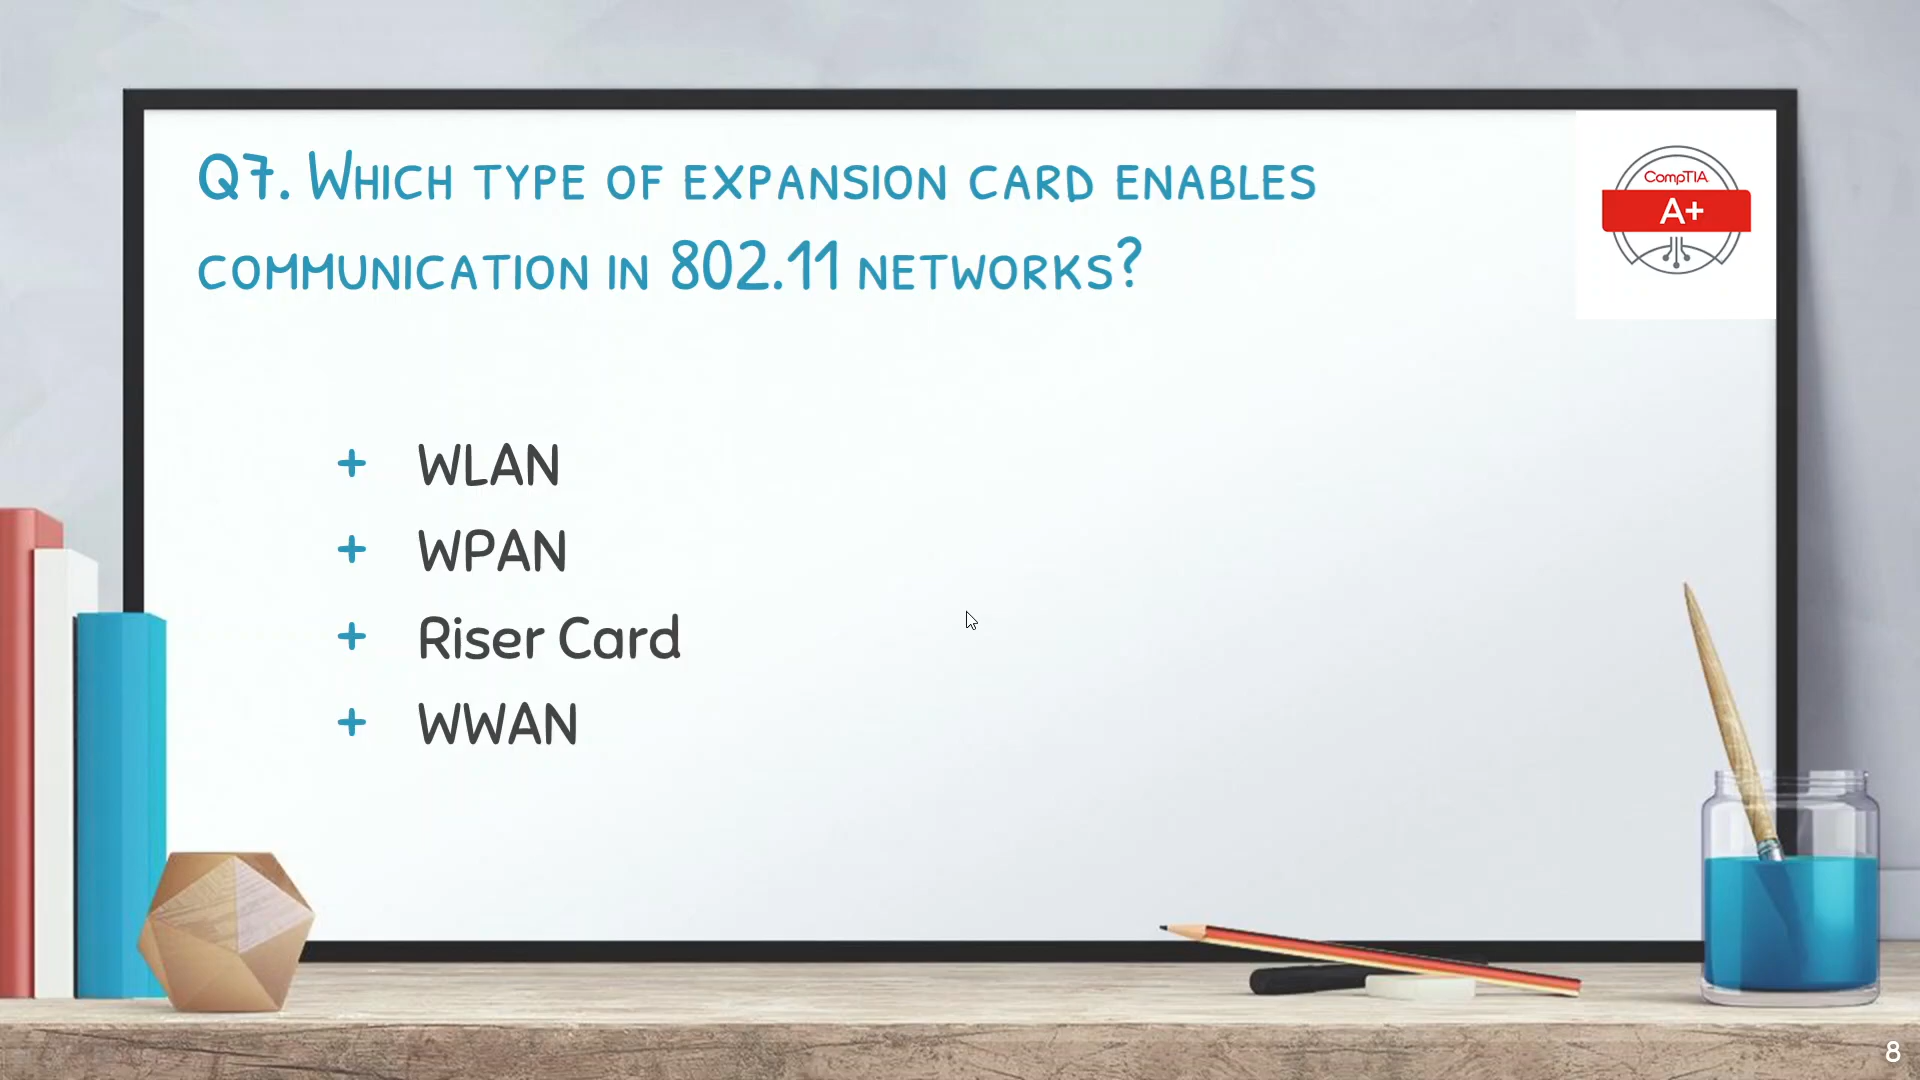 Q7. Which type of expansion card enables
communication in 802.11 networks?
CompTIA
A+
+ WLAN
+ WPAN
+ Riser Card
+ WWAN
8